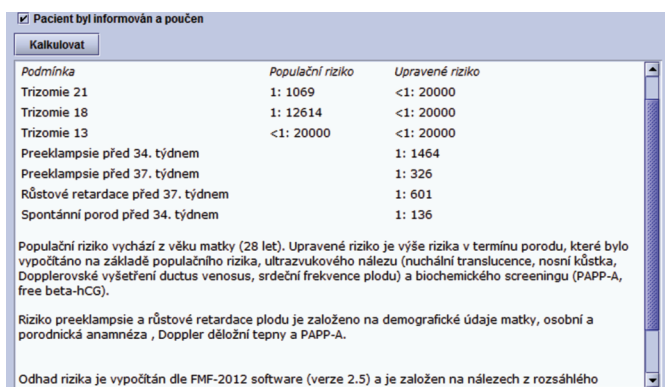 Pacient byl informován a poučen
Kalkulovat
Podmínka Populační riziko Upravené riziko
Trizomie 21 1: 1069 <1: 20000
Trizomie 18 1: 12614 <1: 20000
Trizomie 13 <1: 20000 <1: 20000
Preeklampsie před 34. týdnem 1: 1464
Preeklampsie před 37. týdnem 1: 326
Růstové retardace před 37. týdnem 1: 601
Spontánní porod před 34. týdnem 1: 136
Populační riziko vychází z věku matky (28 let). Upravené riziko je výše rizika v termínu porodu, které bylo
vypočítáno na základě populačního rizika, ultrazvukového nálezu (nuchální translucence, nosní kůstka,
Dopplerovské vyšetření ductus venosus, srdeční frekvence plodu) a biochemického screeningu (PAPP-A,
free beta-hCG).
Riziko preeklampsie a růstové retardace plodu je založeno na demografické údaje matky, osobní a
porodnická anamnéza , Doppler děložní tepny a PAPP-A.
Odhad rizika je vypočítán dle FMF-2012 software (verze 2.5) a je založen na nálezech z rozsáhlého